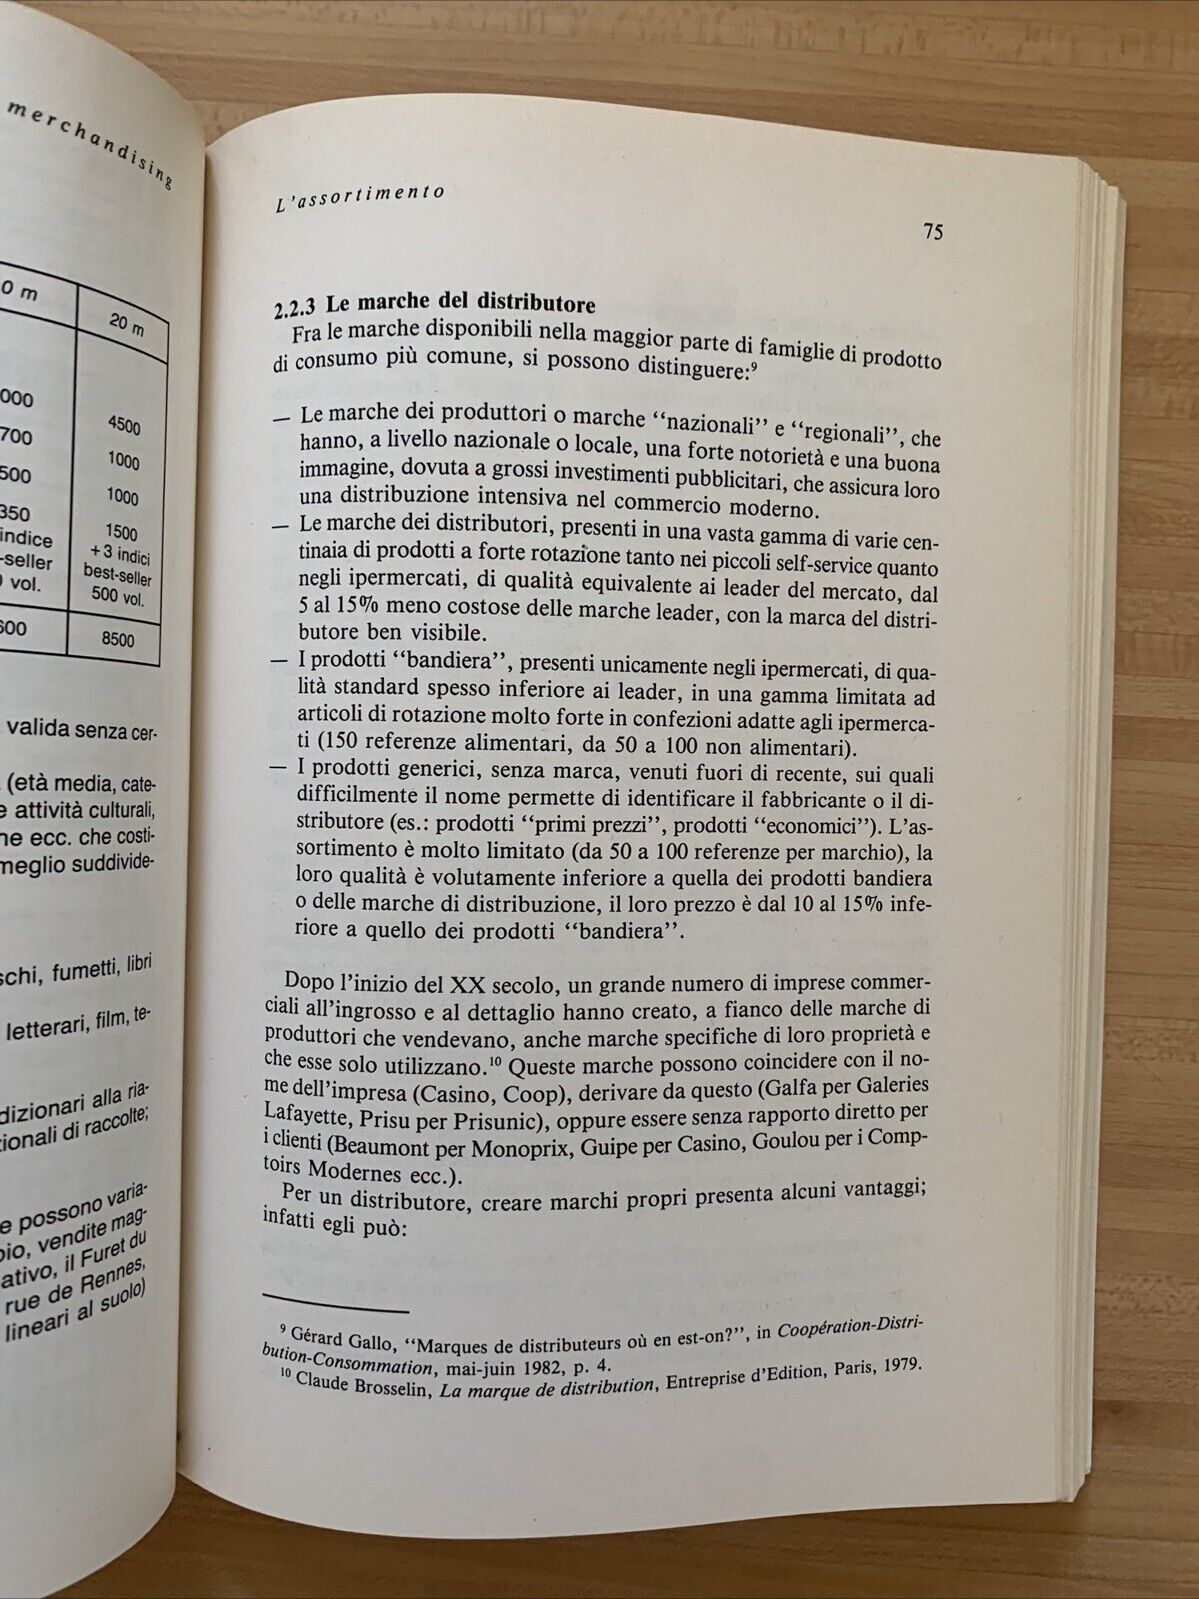 merchandising
0 m
20 m
000
4500
700
1000
500
1000
350
1500
indice
+ 3 indici
-seller
best-seller
vol.
500 vol.
600
8500
valida senza cer-
(età media, cate-
e attività culturali,
he ecc. che costi-
meglio suddivide-
schi, fumetti, libri
letterari, film, te-
dizionari alla ria-
ionali di raccolte;
e possono varia-
pio, vendite mag-
ativo, il Furet du
rue de Rennes,
lineari al suolo)
L'assortimento
75
2.2.3 Le marche del distributore
Fra le marche disponibili nella maggior parte di famiglie di prodotto
di consumo più comune, si possono distinguere:⁹
— Le marche dei produttori o marche “nazionali” e “regionali”, che
hanno, a livello nazionale o locale, una forte notorietà e una buona
immagine, dovuta a grossi investimenti pubblicitari, che assicura loro
una distribuzione intensiva nel commercio moderno.
— Le marche dei distributori, presenti in una vasta gamma di varie cen-
tinaia di prodotti a forte rotazione tanto nei piccoli self-service quanto
negli ipermercati, di qualità equivalente ai leader del mercato, dal
5 al 15% meno costose delle marche leader, con la marca del distri-
butore ben visibile.
— I prodotti “bandiera”, presenti unicamente negli ipermercati, di qua-
lità standard spesso inferiore ai leader, in una gamma limitata ad
articoli di rotazione molto forte in confezioni adatte agli ipermerca-
ti (150 referenze alimentari, da 50 a 100 non alimentari).
— I prodotti generici, senza marca, venuti fuori di recente, sui quali
difficilmente il nome permette di identificare il fabbricante o il di-
stributore (es.: prodotti “primi prezzi”, prodotti “economici”). L'as-
sortimento è molto limitato (da 50 a 100 referenze per marchio), la
loro qualità è volutamente inferiore a quella dei prodotti bandiera
o delle marche di distribuzione, il loro prezzo è dal 10 al 15% infe-
riore a quello dei prodotti “bandiera”.
Dopo l'inizio del XX secolo, un grande numero di imprese commer-
ciali all'ingrosso e al dettaglio hanno creato, a fianco delle marche di
produttori che vendevano, anche marche specifiche di loro proprietà e
che esse solo utilizzano.¹⁰ Queste marche possono coincidere con il no-
me dell'impresa (Casino, Coop), derivare da questo (Galfa per Galeries
Lafayette, Prisu per Prisunic), oppure essere senza rapporto diretto per
i clienti (Beaumont per Monoprix, Guipe per Casino, Goulou per i Comp-
toirs Modernes ecc.).
Per un distributore, creare marchi propri presenta alcuni vantaggi;
infatti egli può:
⁹ Gérard Gallo, “Marques de distributeurs où en est-on?”, in Coopération-Distri-
bution-Consommation, mai-juin 1982, p. 4.
¹⁰ Claude Brosselin, La marque de distribution, Entreprise d'Edition, Paris, 1979.